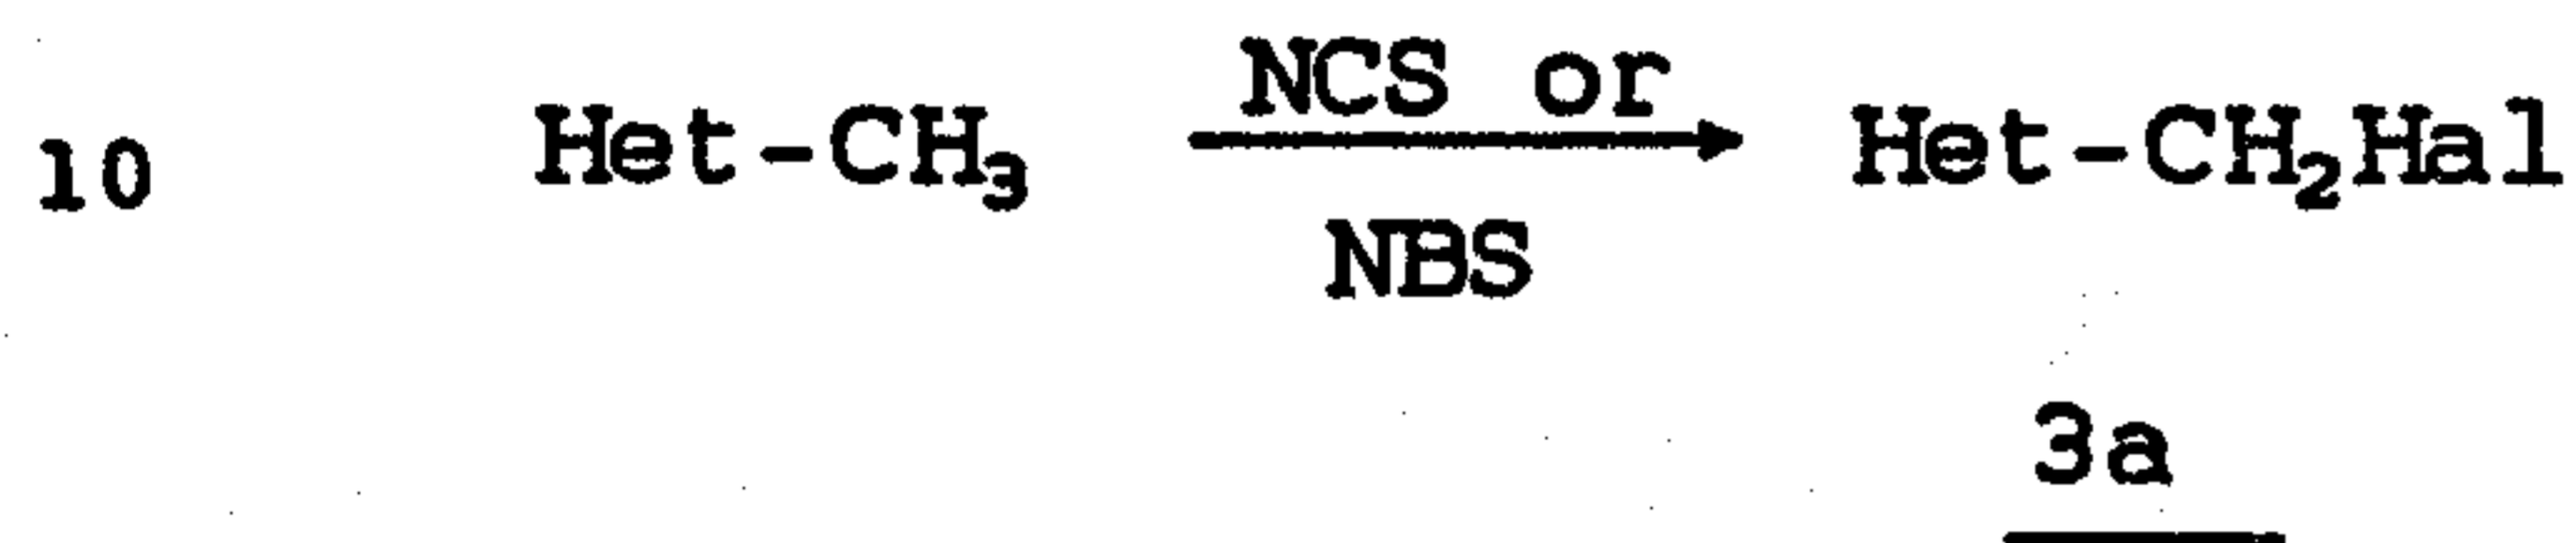 NCS or
10 Het-CH₃ Het-CH₂Hal
NBS
3a